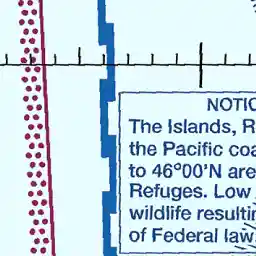 NOTIC
The Islands, R
the Pacific coa
to 46°00'N are
Refuges. Low
wildlife resultin
of Federal law